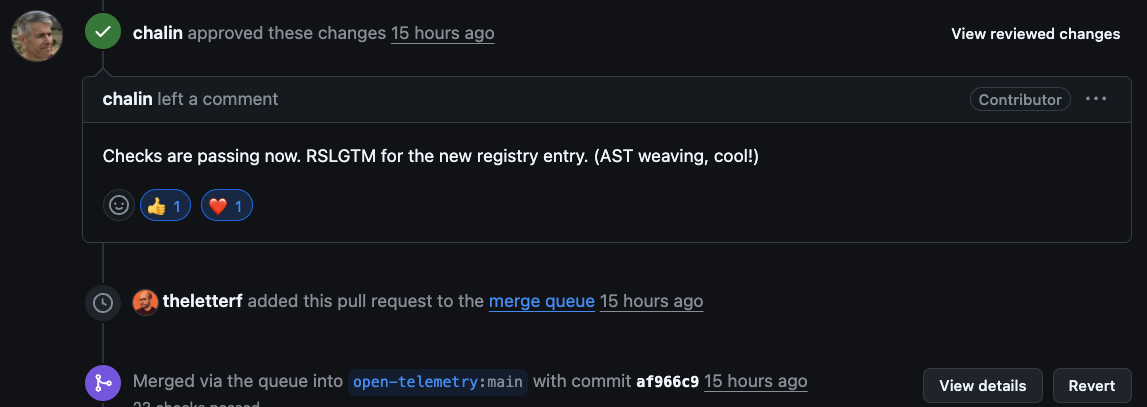 chalin approved these changes 15 hours ago
View reviewed changes
chalin left a comment
Contributor
Checks are passing now. RSLGTM for the new registry entry. (AST weaving, cool!)
👍 1 ❤️ 1
theletterf added this pull request to the merge queue 15 hours ago
Merged via the queue into open-telemetry:main with commit af966c9 15 hours ago
View details
Revert
checks passed